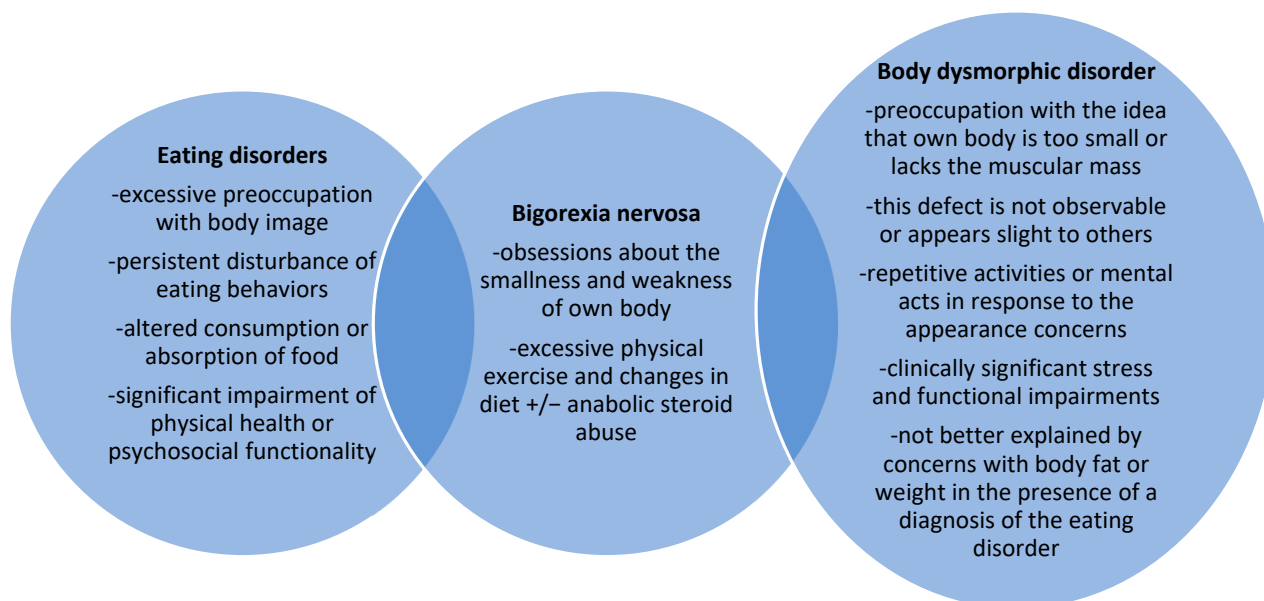 Eating disorders
-excessive preoccupation
with body image
-persistent disturbance of
eating behaviors
-altered consumption or
absorption of food
-significant impairment of
physical health or
psychosocial functionality
Bigorexia nervosa
-obsessions about the
smallness and weakness
of own body
-excessive physical
exercise and changes in
diet +/− anabolic steroid
abuse
Body dysmorphic disorder
-preoccupation with the idea
that own body is too small or
lacks the muscular mass
-this defect is not observable
or appears slight to others
-repetitive activities or mental
acts in response to the
appearance concerns
-clinically significant stress
and functional impairments
-not better explained by
concerns with body fat or
weight in the presence of a
diagnosis of the eating
disorder